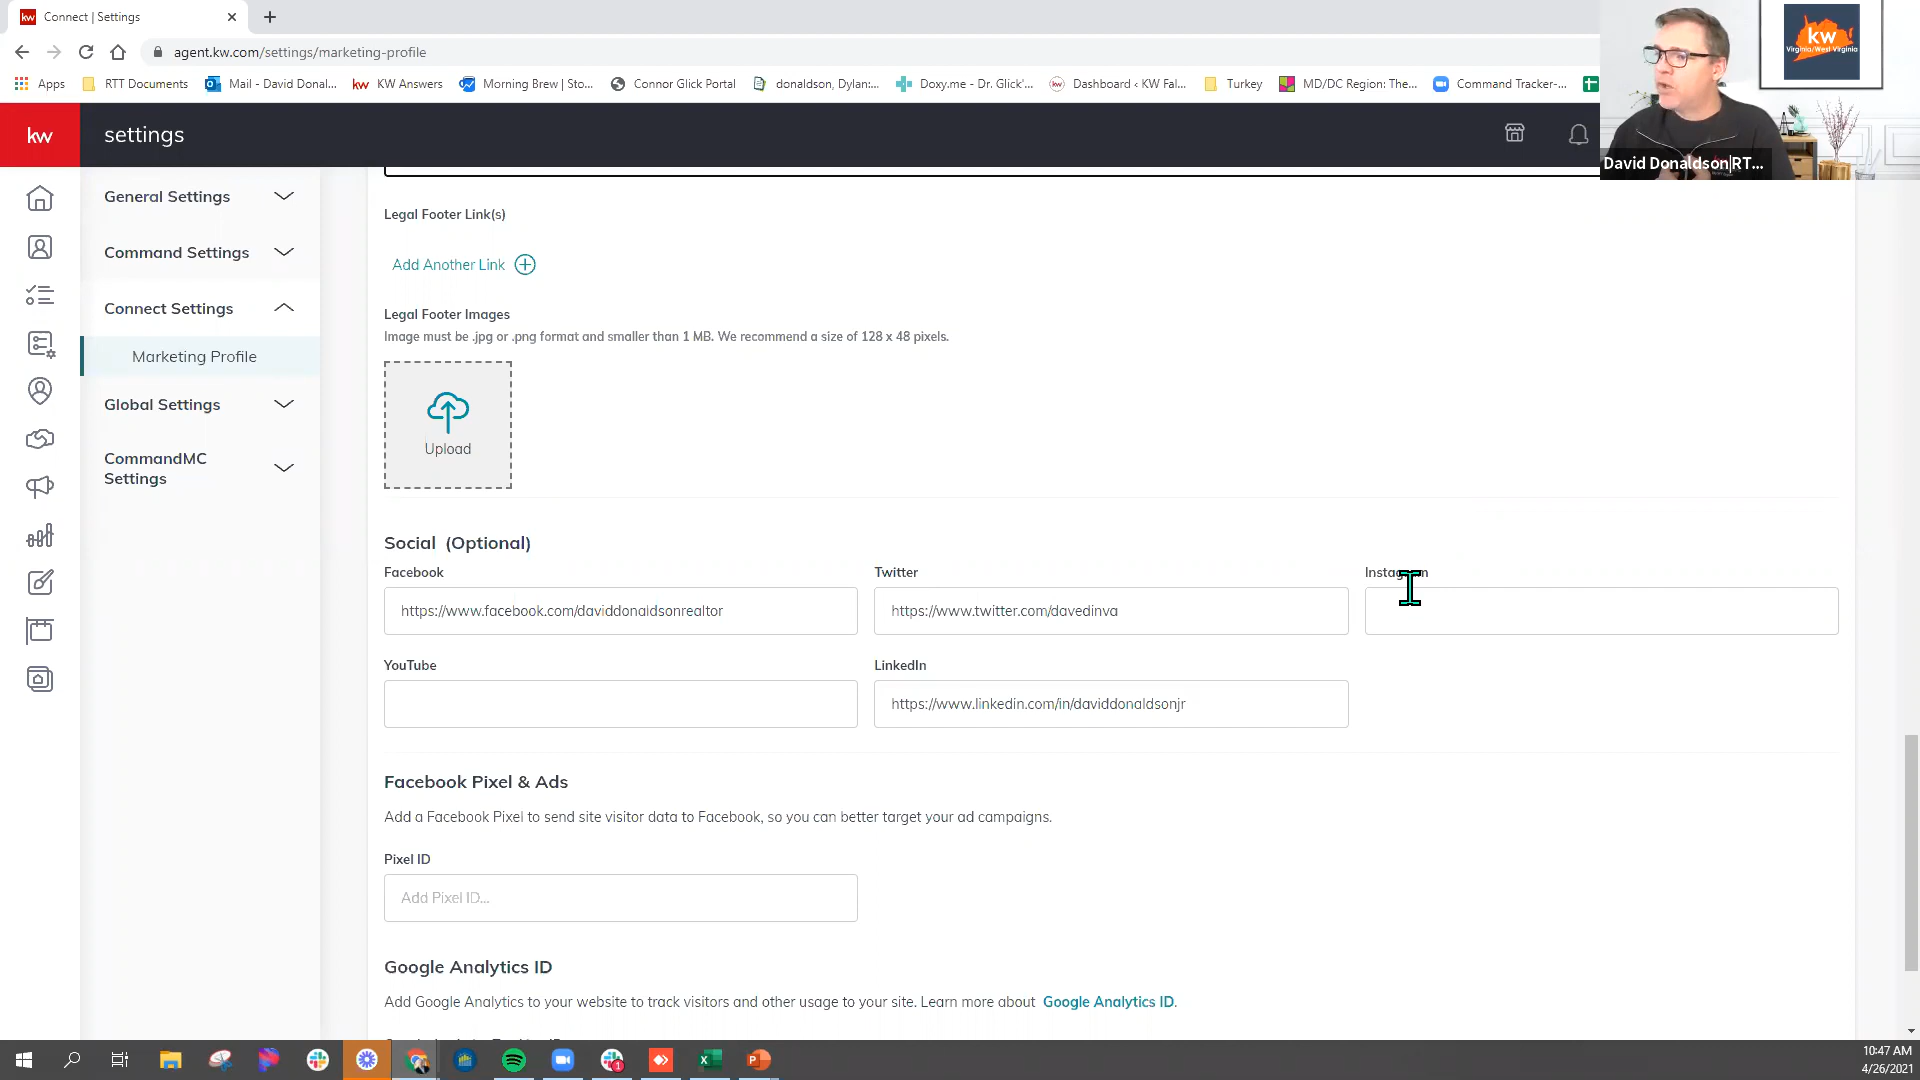 Connect | Settings
agent.kw.com/settings/marketing-profile
Apps
RTT Documents
Mail - David Donal...
KW Answers
Morning Brew | Sto...
Connor Glick Portal
donaldson, Dylan:...
Doxy.me - Dr. Glick'...
Dashboard ‹ KW Fal...
Turkey
MD/DC Region: The...
Command Tracker-...
kw
Virginia/West Virginia
David Donaldson|RT...
kw
settings
General Settings
Command Settings
Connect Settings
Marketing Profile
Global Settings
CommandMC
Settings
Legal Footer Link(s)
Add Another Link
Legal Footer Images
Image must be .jpg or .png format and smaller than 1 MB. We recommend a size of 128 x 48 pixels.
Upload
Social (Optional)
Facebook
Twitter
Instagram
https://www.facebook.com/daviddonaldsonrealtor
https://www.twitter.com/davedinva
YouTube
LinkedIn
https://www.linkedin.com/in/daviddonaldsonjr
Facebook Pixel & Ads
Add a Facebook Pixel to send site visitor data to Facebook, so you can better target your ad campaigns.
Pixel ID
Add Pixel ID...
Google Analytics ID
Add Google Analytics to your website to track visitors and other usage to your site. Learn more about Google Analytics ID.
10:47 AM
4/26/2021